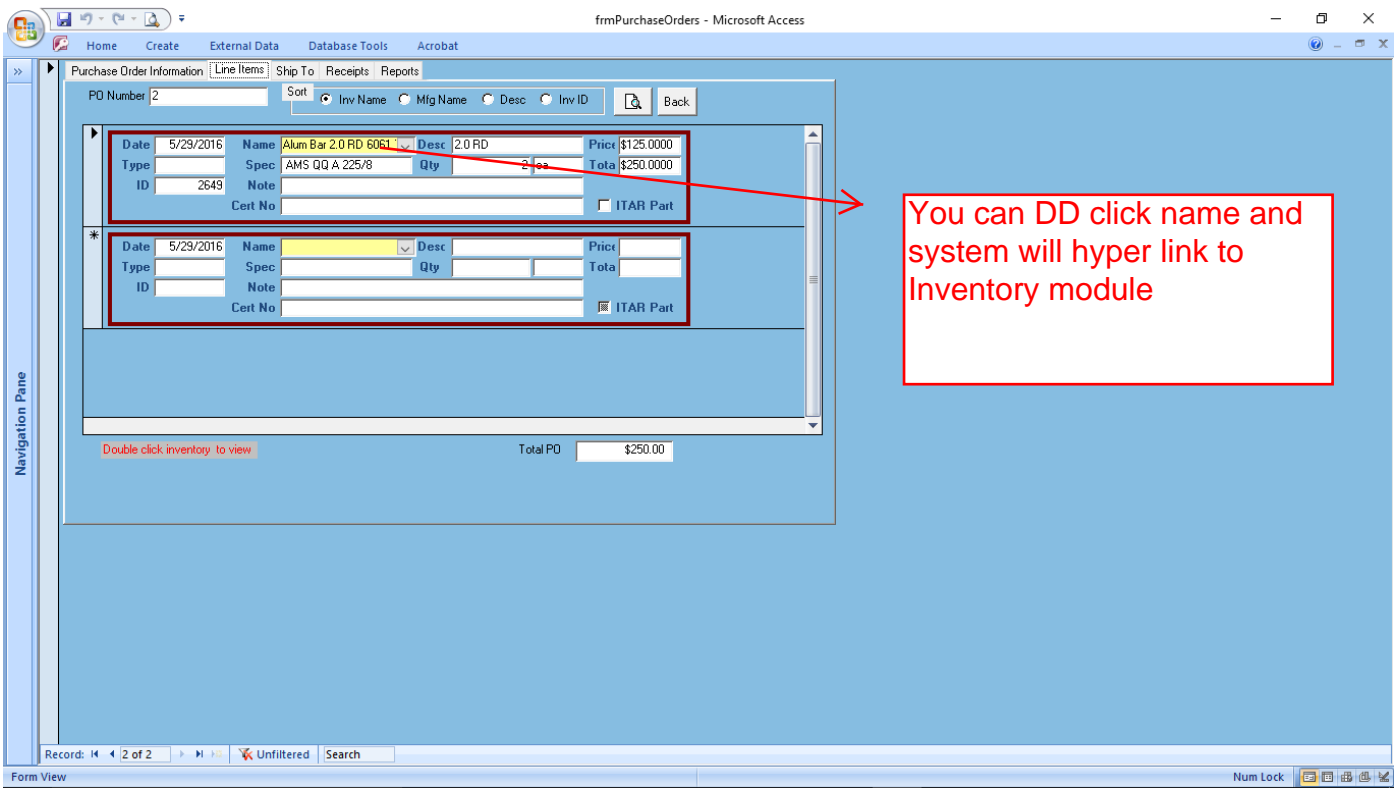 frmPurchaseOrders - Microsoft Access
Home Create External Data Database Tools Acrobat
Purchase Order Information Line Items Ship To Receipts Reports
PO Number 2 Sort Inv Name Mfg Name Desc Inv ID Back
Date 5/29/2016 Name Alum Bar 2.0 RD 6061 Desc 2.0 RD Price $125.0000
Type Spec AMS QQ A 225/8 Qty 2 ea Tota $250.0000
ID 2649 Note
Cert No ITAR Part
Date 5/29/2016 Name Desc Price
Type Spec Qty Tota
ID Note
Cert No ITAR Part
Double click inventory to view Total PO $250.00
You can DD click name and
system will hyper link to
Inventory module
Navigation Pane
Record: 2 of 2 Unfiltered Search
Form View Num Lock